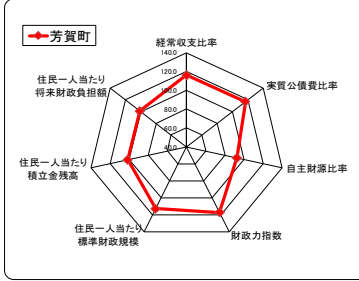 芳賀町
経常収支比率
140.0
120.0
100.0
80.0
60.0
40.0
実質公債費比率
自主財源比率
財政力指数
住民一人当たり
標準財政規模
住民一人当たり
積立金残高
住民一人当たり
将来財政負担額